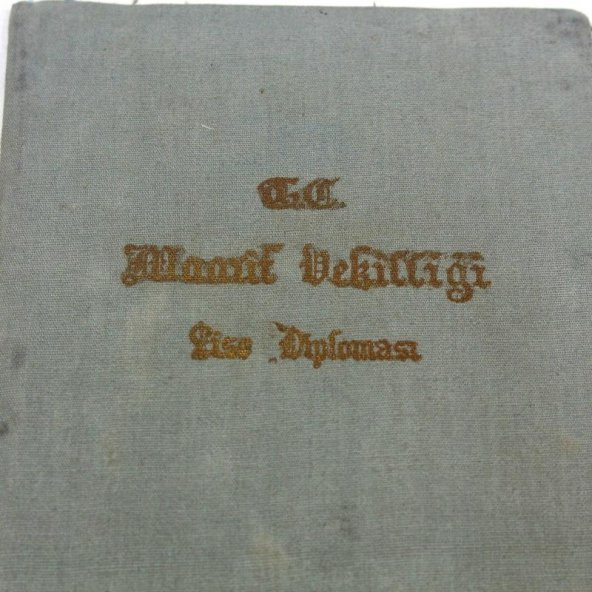 T.C.
Maarif Vekilliği
Lise Diploması